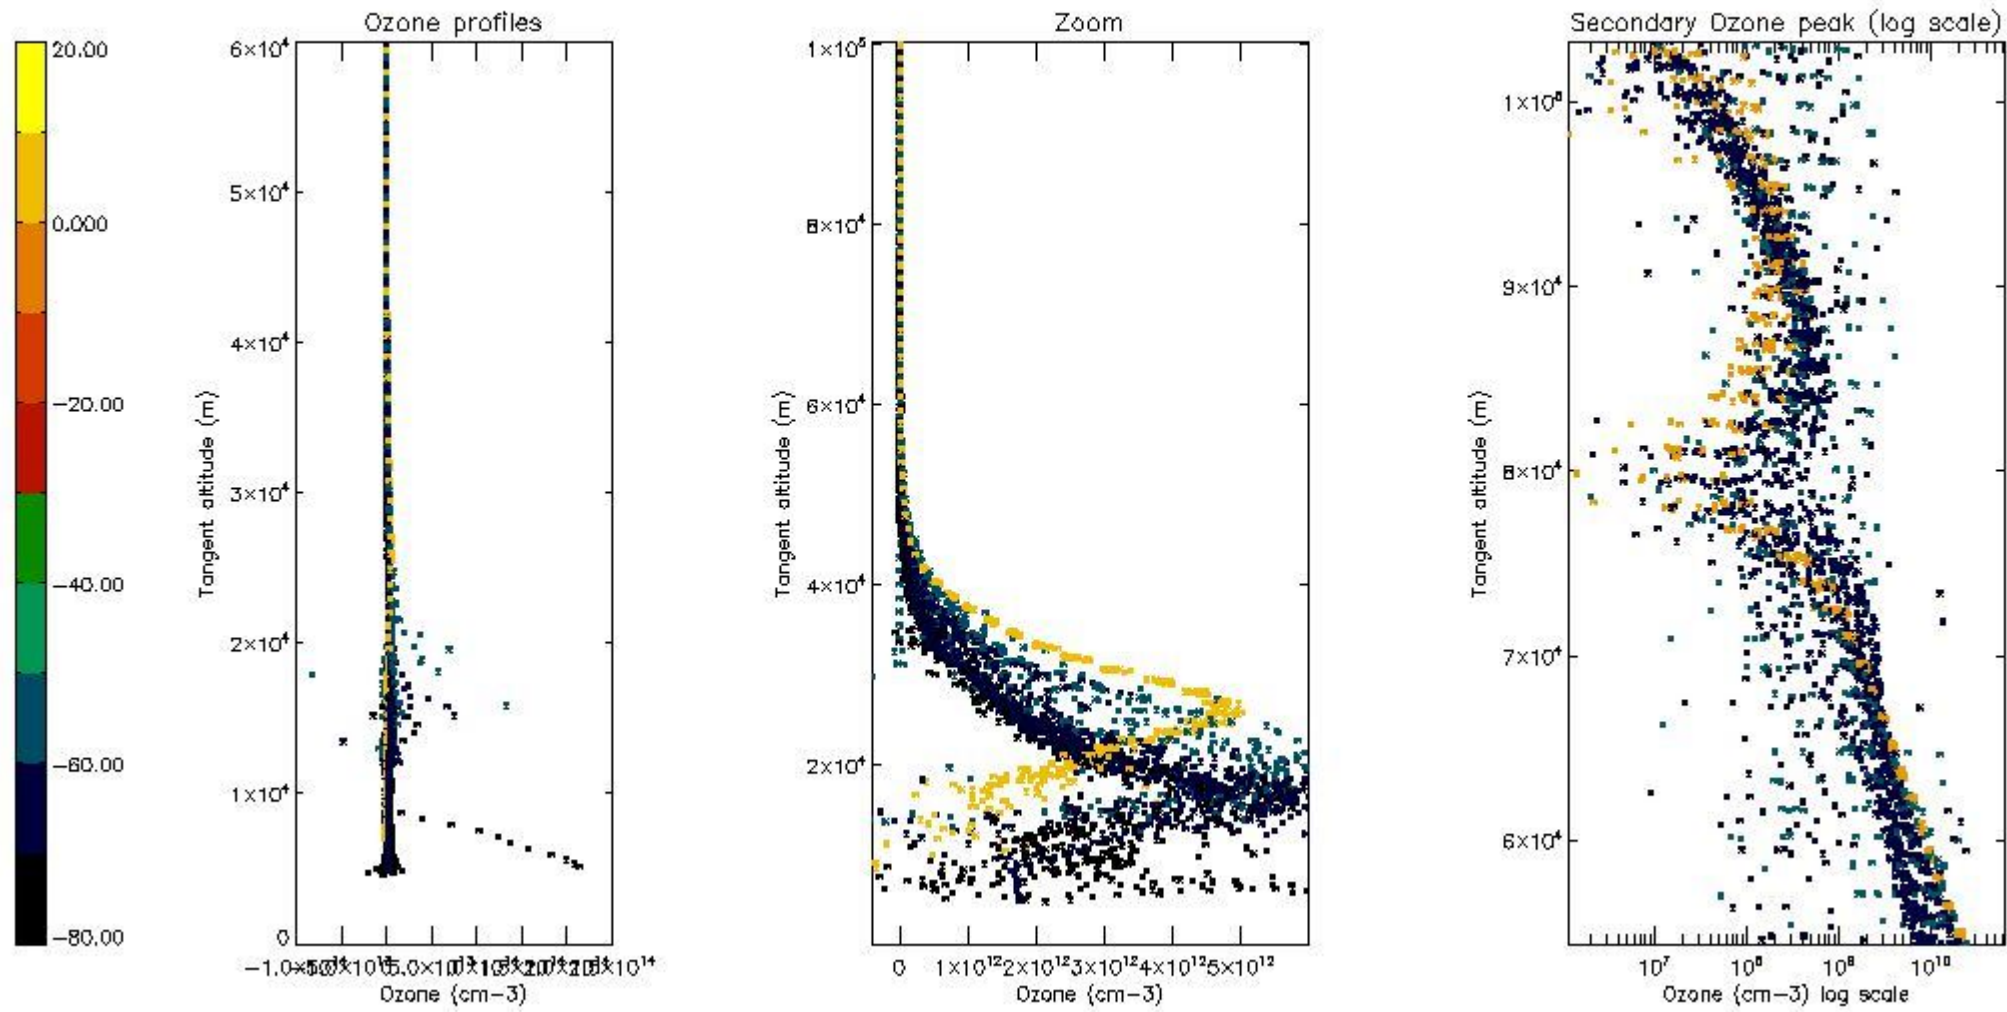 Ozone profiles
Zoom
Secondary Ozone peak (log scale)
20.00
0.000
−20.00
−40.00
−60.00
−80.00
6×10⁴
5×10⁴
4×10⁴
3×10⁴
2×10⁴
1×10⁴
0
Tangent altitude (m)
Ozone (cm−3)
1×10⁵
8×10⁴
6×10⁴
4×10⁴
2×10⁴
Tangent altitude (m)
0 1×10¹² 2×10¹² 3×10¹² 4×10¹² 5×10¹²
Ozone (cm−3)
9×10⁴
8×10⁴
7×10⁴
6×10⁴
Tangent altitude (m)
10⁷ 10⁸ 10⁹ 10¹⁰
Ozone (cm−3) log scale